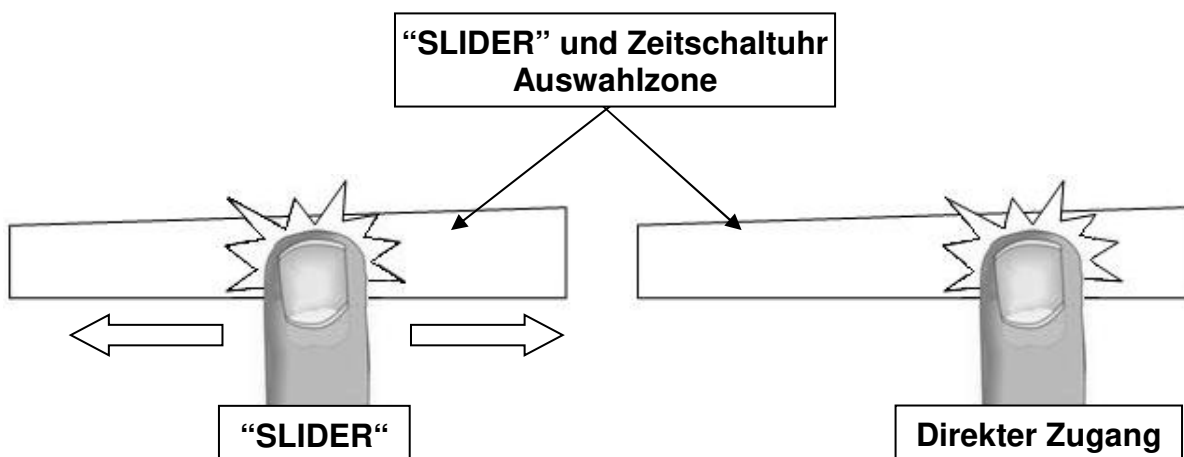 “SLIDER” und Zeitschaltuhr
Auswahlzone
“SLIDER“
Direkter Zugang